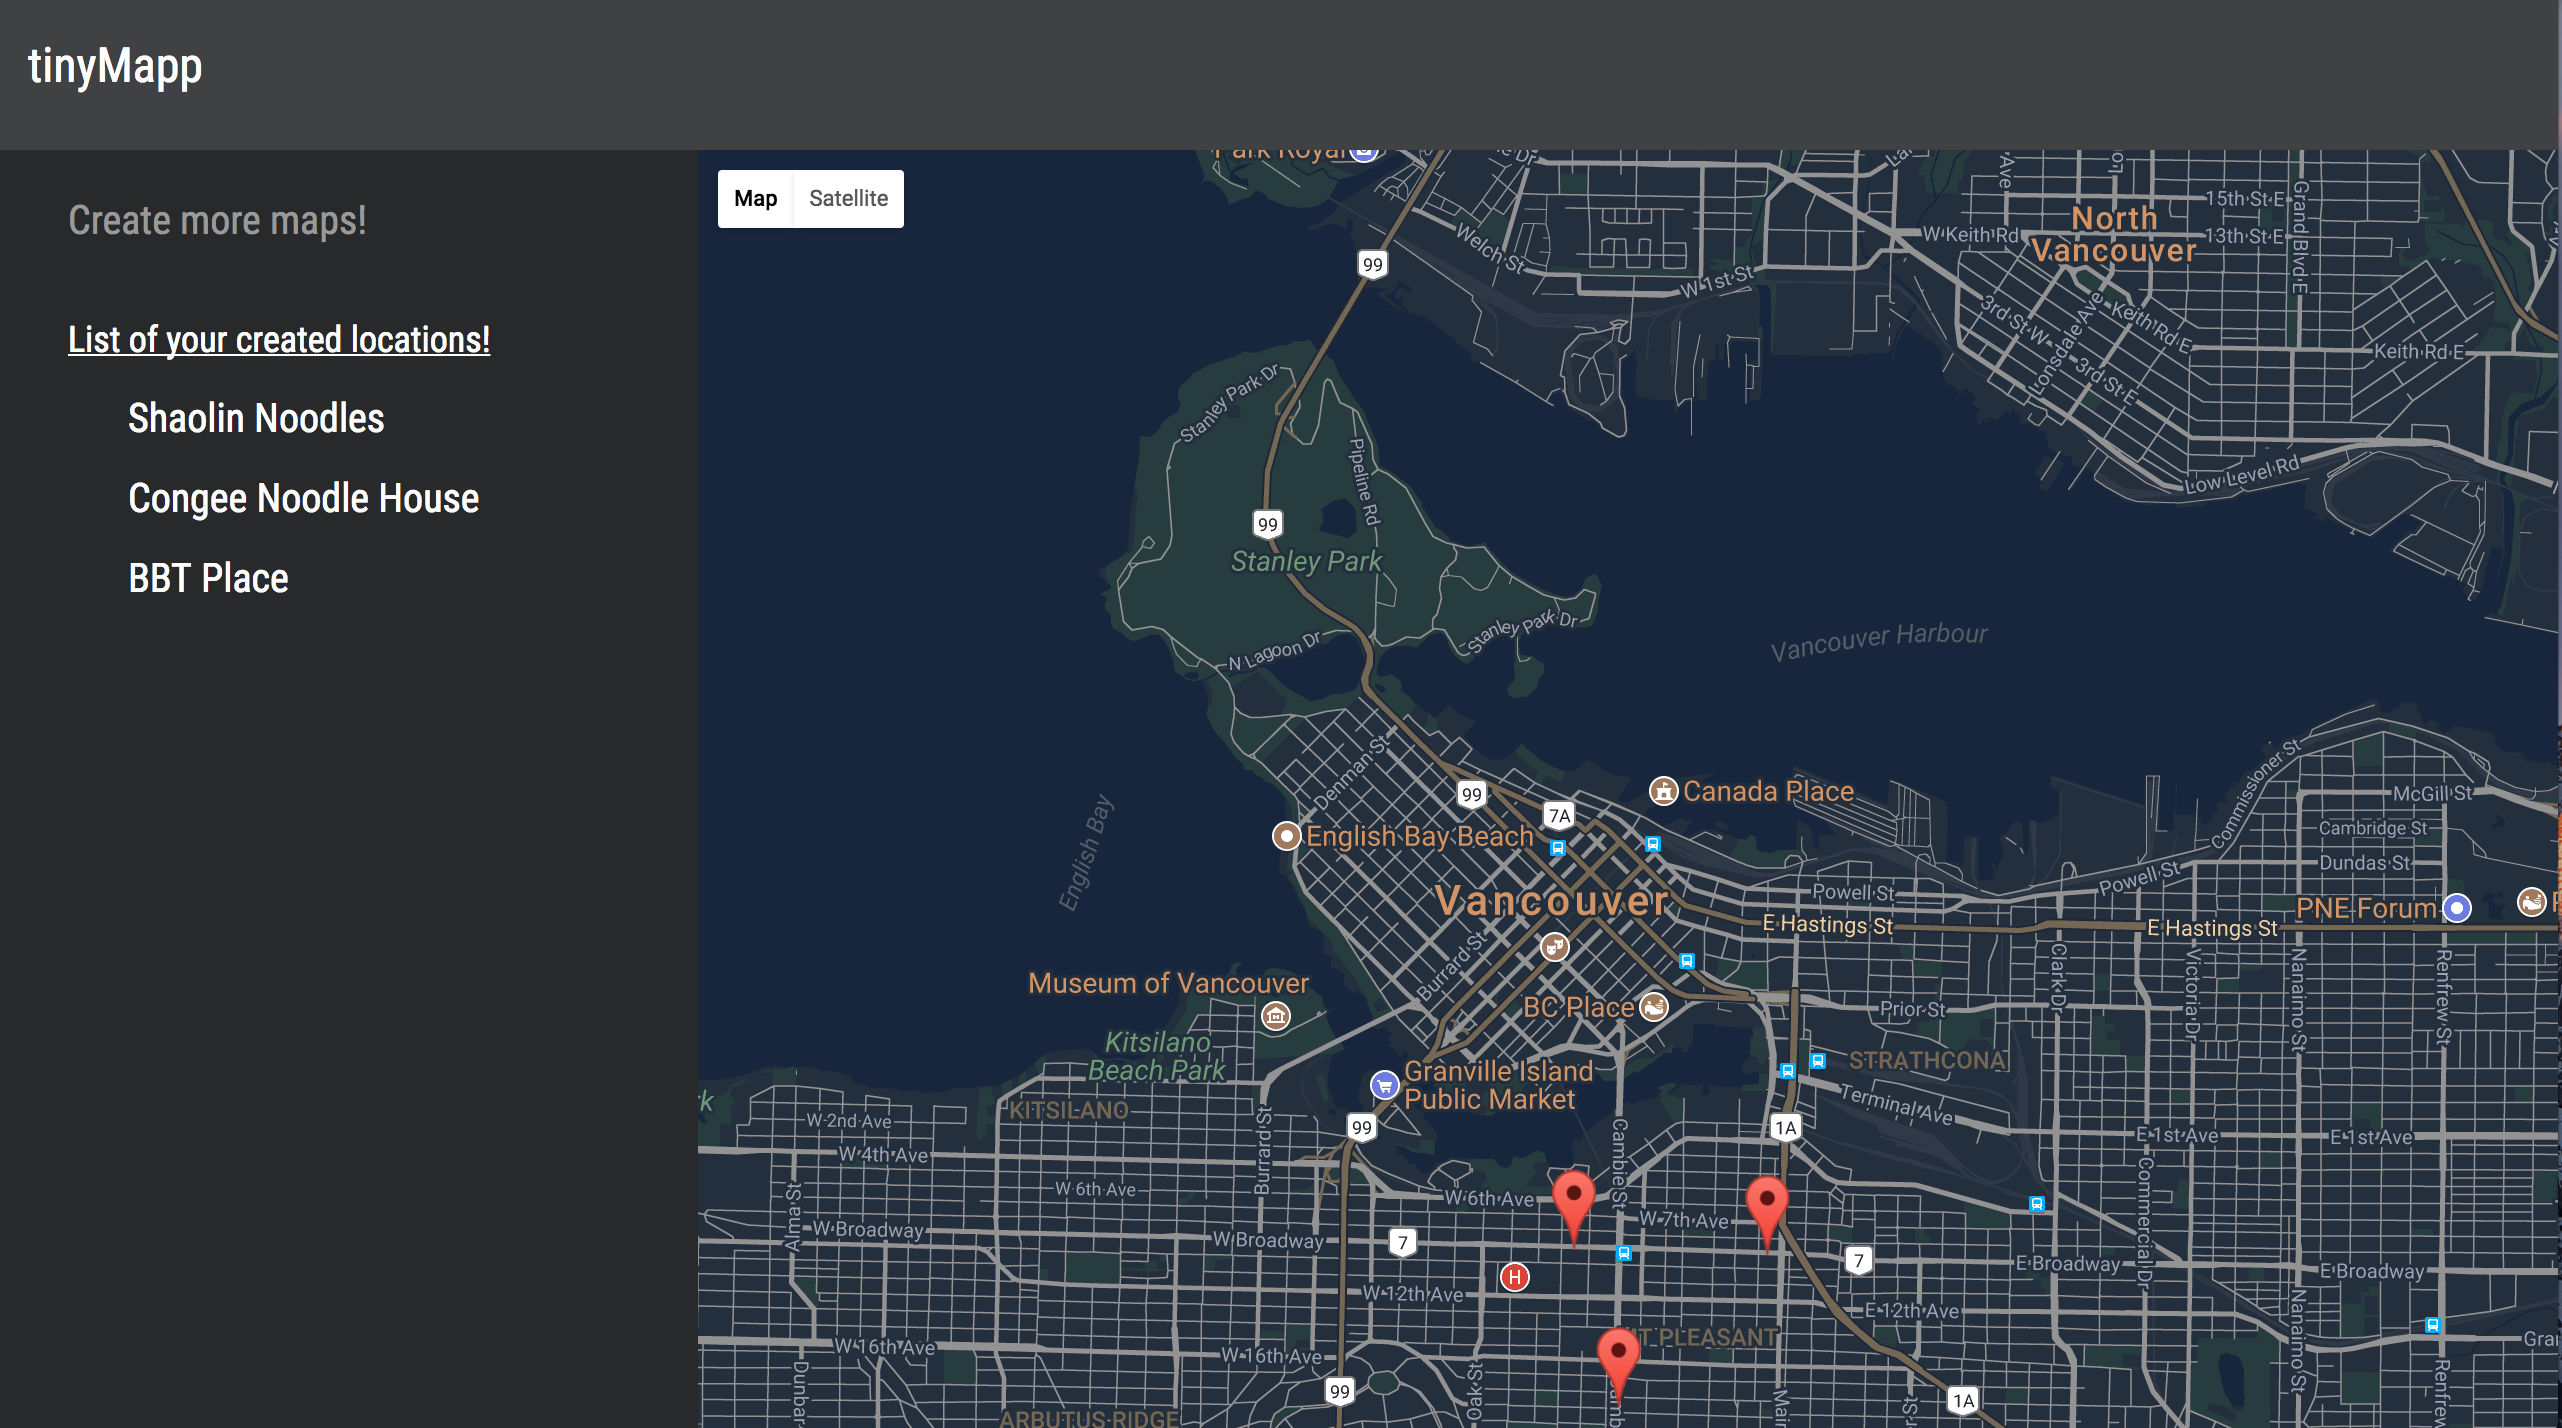 tinyMapp
Create more maps!
List of your created locations!
Shaolin Noodles
Congee Noodle House
BBT Place
Map
Satellite
Park Royal
Welch St
W 1st St
W Keith Rd
15th St E
13th St E
Grand Blvd E
North
Vancouver
3rd St W
Lonsdale Ave
Keith Rd E
3rd St E
Keith Rd E
Low Level Rd
99
Stanley Park Dr
Pipeline Rd
99
Stanley Park
Stanley Park Dr
N Lagoon Dr
Vancouver Harbour
Denman St
99
7A
Canada Place
English Bay Beach
English Bay
Vancouver
Commissioner St
McGill St
Cambridge St
Dundas St
Powell St
Powell St
E Hastings St
E Hastings St
PNE Forum
Burrard St
Museum of Vancouver
BC Place
Prior St
Clark Dr
Victoria Dr
Nanaimo St
Renfrew St
Kitsilano
Beach Park
Granville Island
Public Market
STRATHCONA
Terminal Ave
KITSILANO
99
1A
W 2nd Ave
W 4th Ave
Burrard St
Cambie St
E 1st Ave
E 1st Ave
W 6th Ave
W 6th Ave
W 7th Ave
Alma St
Commercial Dr
W Broadway
W Broadway
7
7
E Broadway
E Broadway
H
W 12th Ave
E 12th Ave
Nanaimo St
T PLEASANT
W 16th Ave
W 16th Ave
Dunbar
99
Oak St
Main
1A
Renfrew
ARBUTUS RIDGE